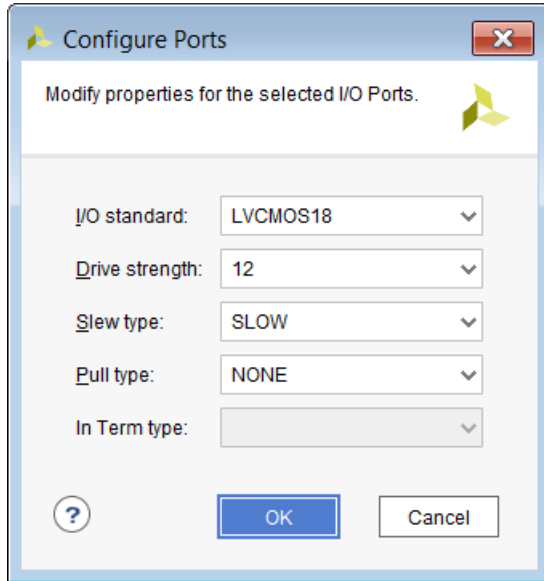 Configure Ports
Modify properties for the selected I/O Ports.
I/O standard: LVCMOS18
Drive strength: 12
Slew type: SLOW
Pull type: NONE
In Term type:
? OK Cancel